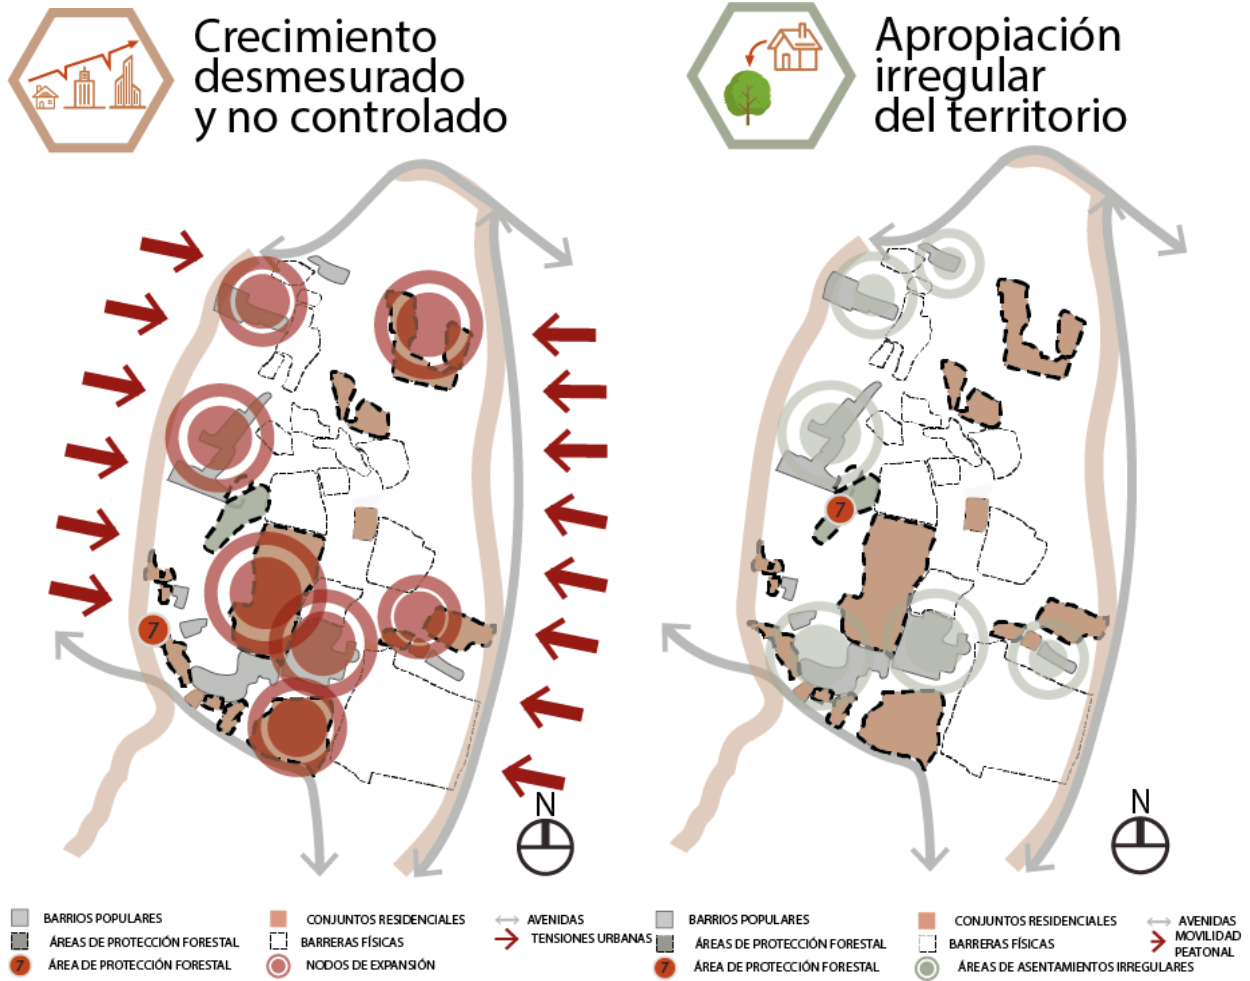 Crecimiento
desmesurado
y no controlado
Apropiación
irregular
del territorio
7
7
N
N
BARRIOS POPULARES
ÁREAS DE PROTECCIÓN FORESTAL
7 ÁREA DE PROTECCIÓN FORESTAL
CONJUNTOS RESIDENCIALES
BARRERAS FÍSICAS
NODOS DE EXPANSIÓN
AVENIDAS
TENSIONES URBANAS
BARRIOS POPULARES
ÁREAS DE PROTECCIÓN FORESTAL
7 ÁREA DE PROTECCIÓN FORESTAL
CONJUNTOS RESIDENCIALES
BARRERAS FÍSICAS
ÁREAS DE ASENTAMIENTOS IRREGULARES
AVENIDAS
MOVILIDAD
PEATONAL